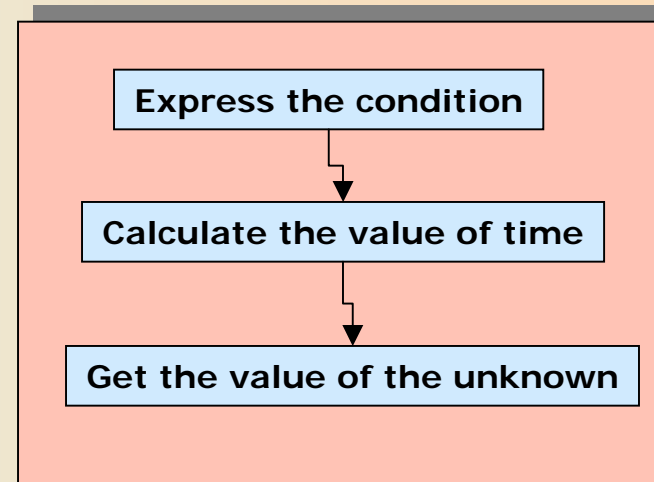 Express the condition
Calculate the value of time
Get the value of the unknown